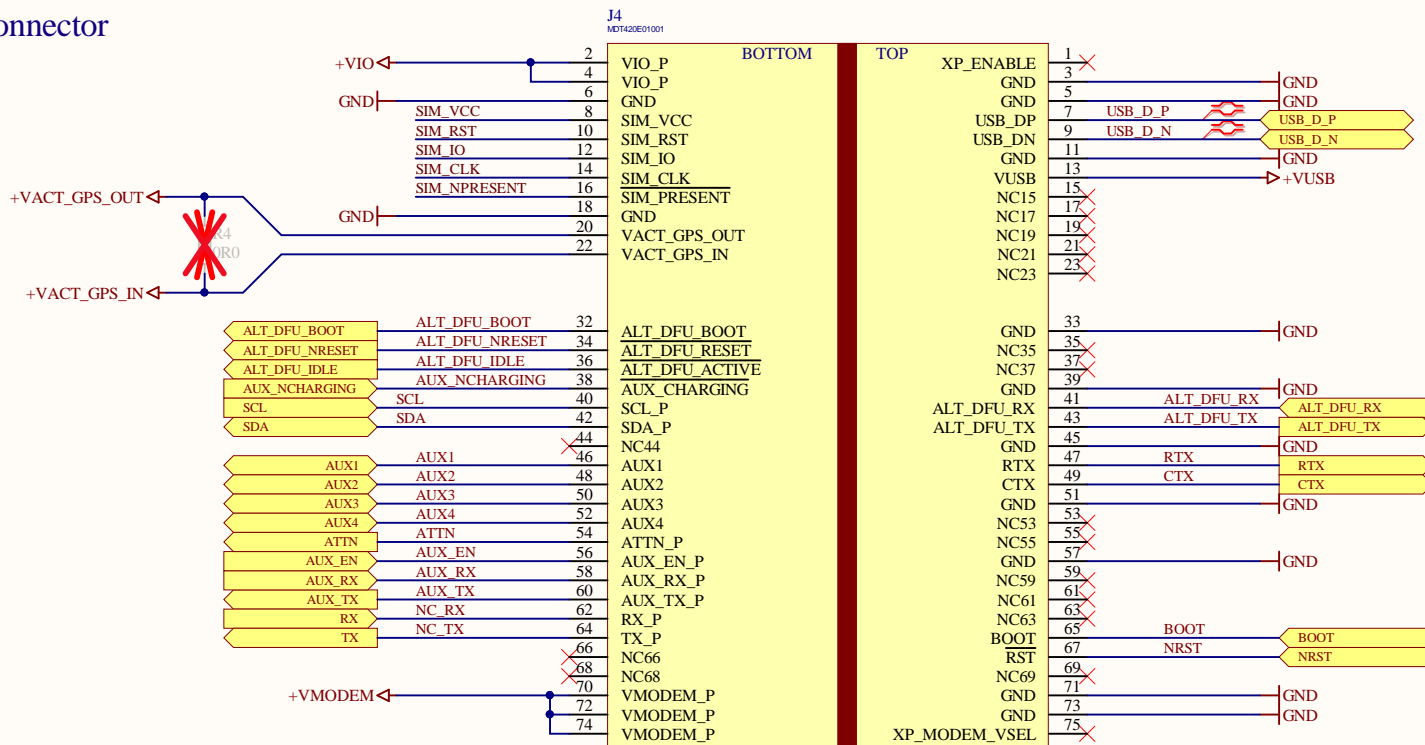 onnector
J4
MDT420E01001
BOTTOM
TOP
+VIO
2 VIO_P
4 VIO_P
GND 6 GND
SIM_VCC 8 SIM_VCC
SIM_RST 10 SIM_RST
SIM_IO 12 SIM_IO
SIM_CLK 14 SIM_CLK
SIM_NPRESENT 16 SIM_PRESENT
GND 18 GND
+VACT_GPS_OUT 20 VACT_GPS_OUT
22 VACT_GPS_IN
R4
0R0
+VACT_GPS_IN
ALT_DFU_BOOT ALT_DFU_BOOT 32 ALT_DFU_BOOT
ALT_DFU_NRESET ALT_DFU_NRESET 34 ALT_DFU_RESET
ALT_DFU_IDLE ALT_DFU_IDLE 36 ALT_DFU_ACTIVE
AUX_NCHARGING AUX_NCHARGING 38 AUX_CHARGING
SCL SCL 40 SCL_P
SDA SDA 42 SDA_P
44 NC44
AUX1 AUX1 46 AUX1
AUX2 AUX2 48 AUX2
AUX3 AUX3 50 AUX3
AUX4 AUX4 52 AUX4
ATTN ATTN 54 ATTN_P
AUX_EN AUX_EN 56 AUX_EN_P
AUX_RX AUX_RX 58 AUX_RX_P
AUX_TX AUX_TX 60 AUX_TX_P
RX NC_RX 62 RX_P
TX NC_TX 64 TX_P
66 NC66
68 NC68
+VMODEM 70 VMODEM_P
72 VMODEM_P
74 VMODEM_P
XP_ENABLE 1
GND 3 GND
GND 5 GND
USB_DP 7 USB_D_P USB_D_P
USB_DN 9 USB_D_N USB_D_N
GND 11 GND
VUSB 13 +VUSB
NC15 15
NC17 17
NC19 19
NC21 21
NC23 23
GND 33 GND
NC35 35
NC37 37
GND 39 GND
ALT_DFU_RX 41 ALT_DFU_RX ALT_DFU_RX
ALT_DFU_TX 43 ALT_DFU_TX ALT_DFU_TX
GND 45 GND
RTX 47 RTX RTX
CTX 49 CTX CTX
GND 51 GND
NC53 53
NC55 55
GND 57 GND
NC59 59
NC61 61
NC63 63
BOOT 65 BOOT BOOT
RST 67 NRST NRST
NC69 69
GND 71 GND
GND 73 GND
XP_MODEM_VSEL 75